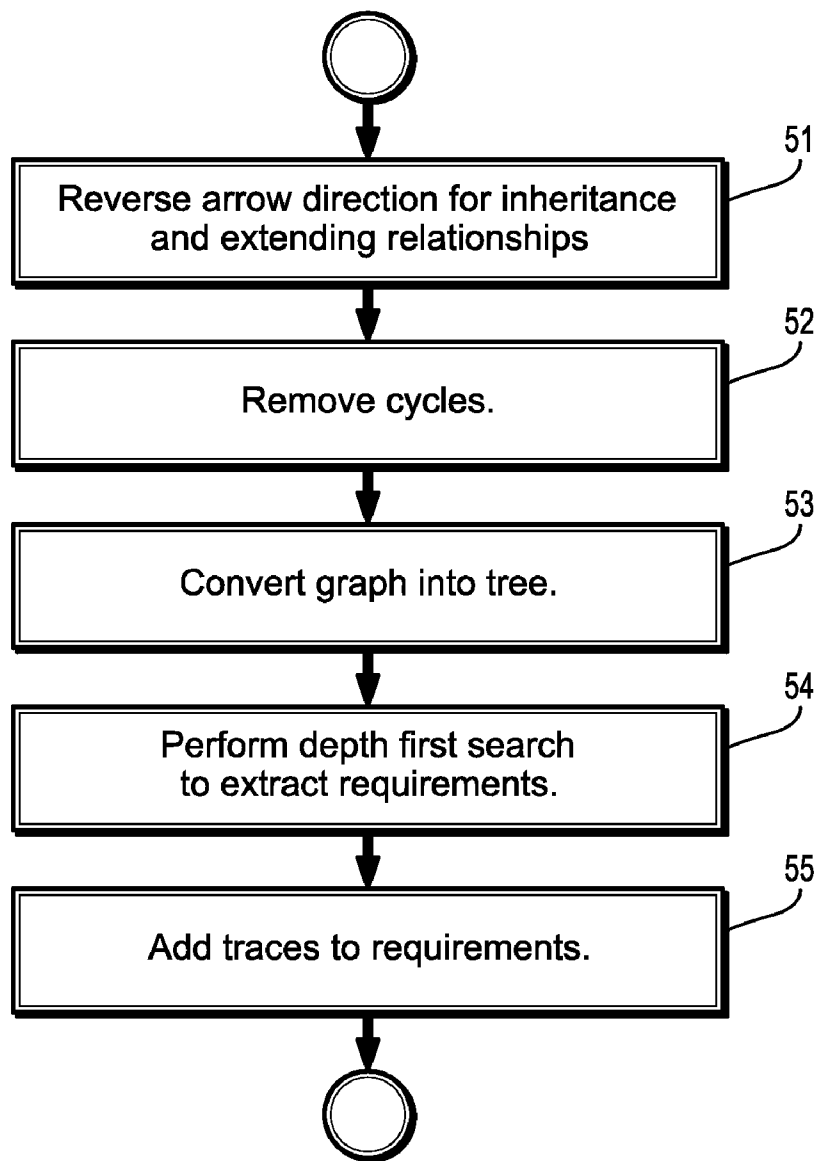 51
Reverse arrow direction for inheritance
and extending relationships
52
Remove cycles.
53
Convert graph into tree.
54
Perform depth first search
to extract requirements.
55
Add traces to requirements.